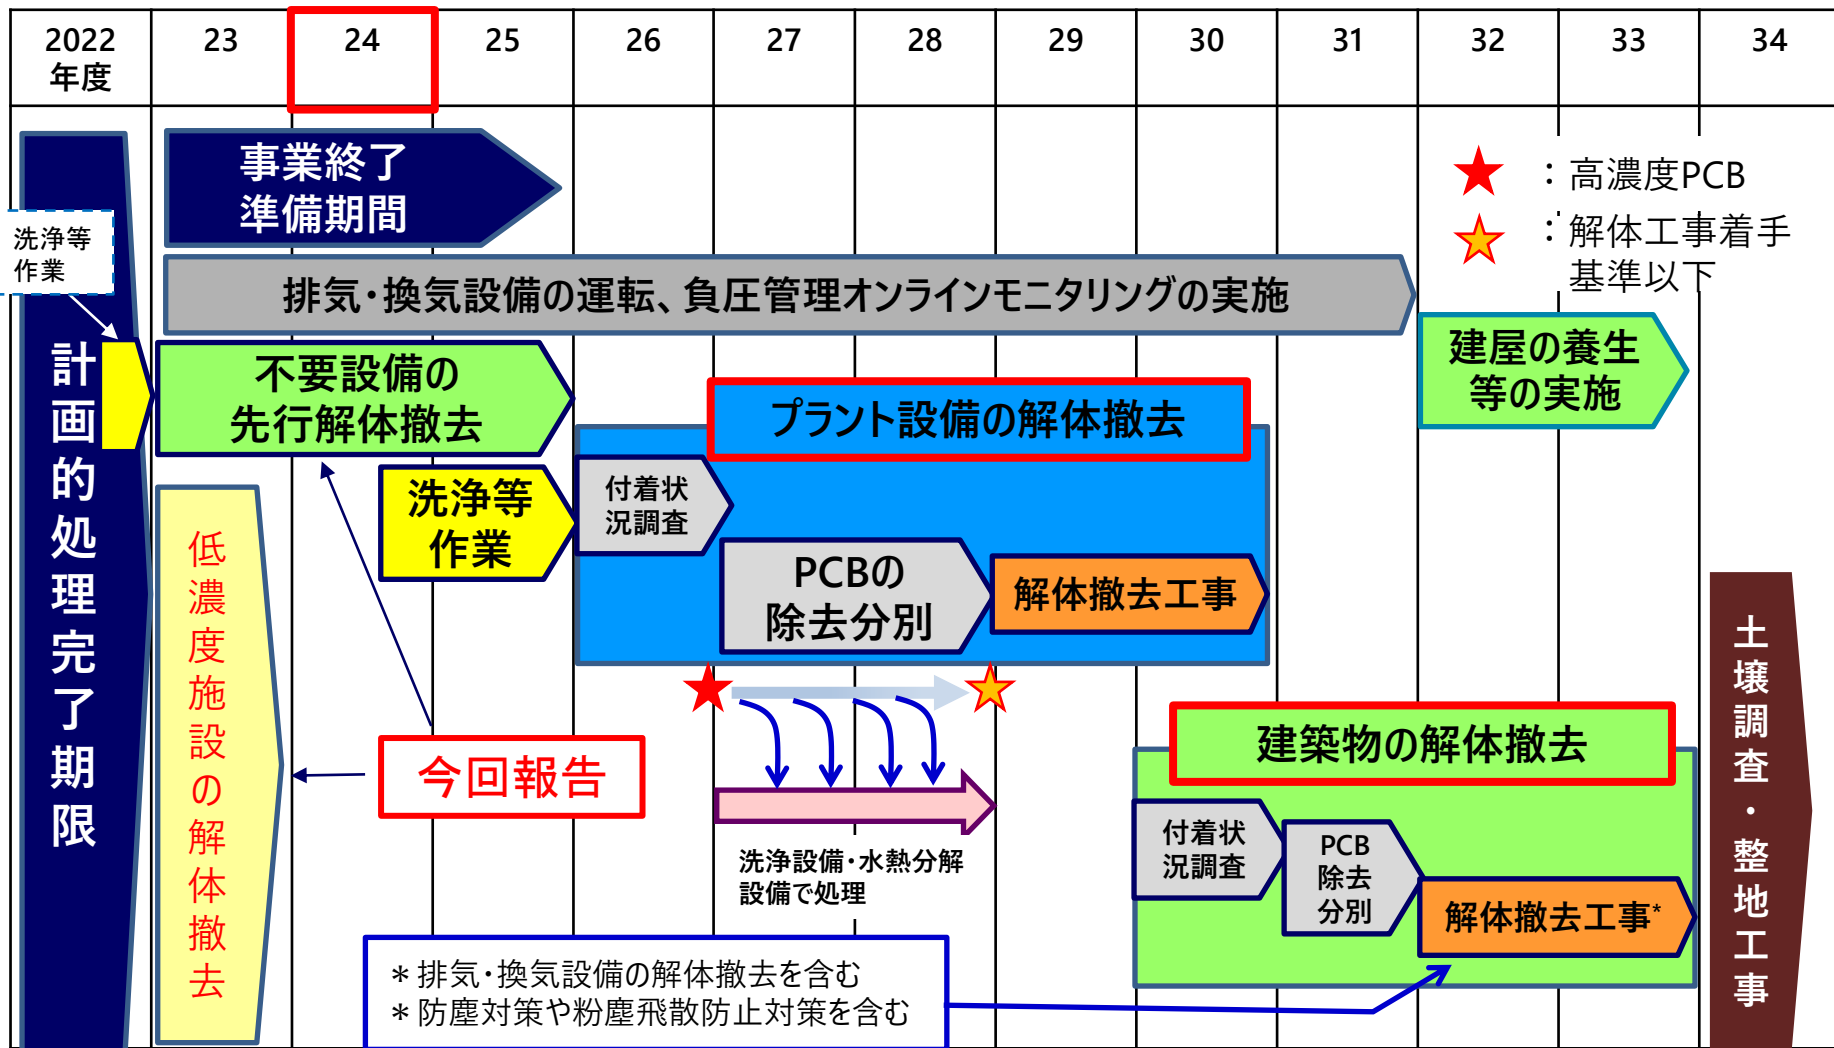 2022
年度
23
24
25
26
27
28
29
30
31
32
33
34
事業終了
準備期間
：高濃度PCB
：解体工事着手
基準以下
洗浄等
作業
計画的処理完了期限
排気・換気設備の運転、負圧管理オンラインモニタリングの実施
不要設備の
先行解体撤去
建屋の養生
等の実施
プラント設備の解体撤去
洗浄等
作業
付着状
況調査
PCBの
除去分別
解体撤去工事
低濃度施設の解体撤去
今回報告
洗浄設備・水熱分解
設備で処理
建築物の解体撤去
付着状
況調査
PCB
除去
分別
解体撤去工事*
土壌調査・整地工事
＊排気・換気設備の解体撤去を含む
＊防塵対策や粉塵飛散防止対策を含む